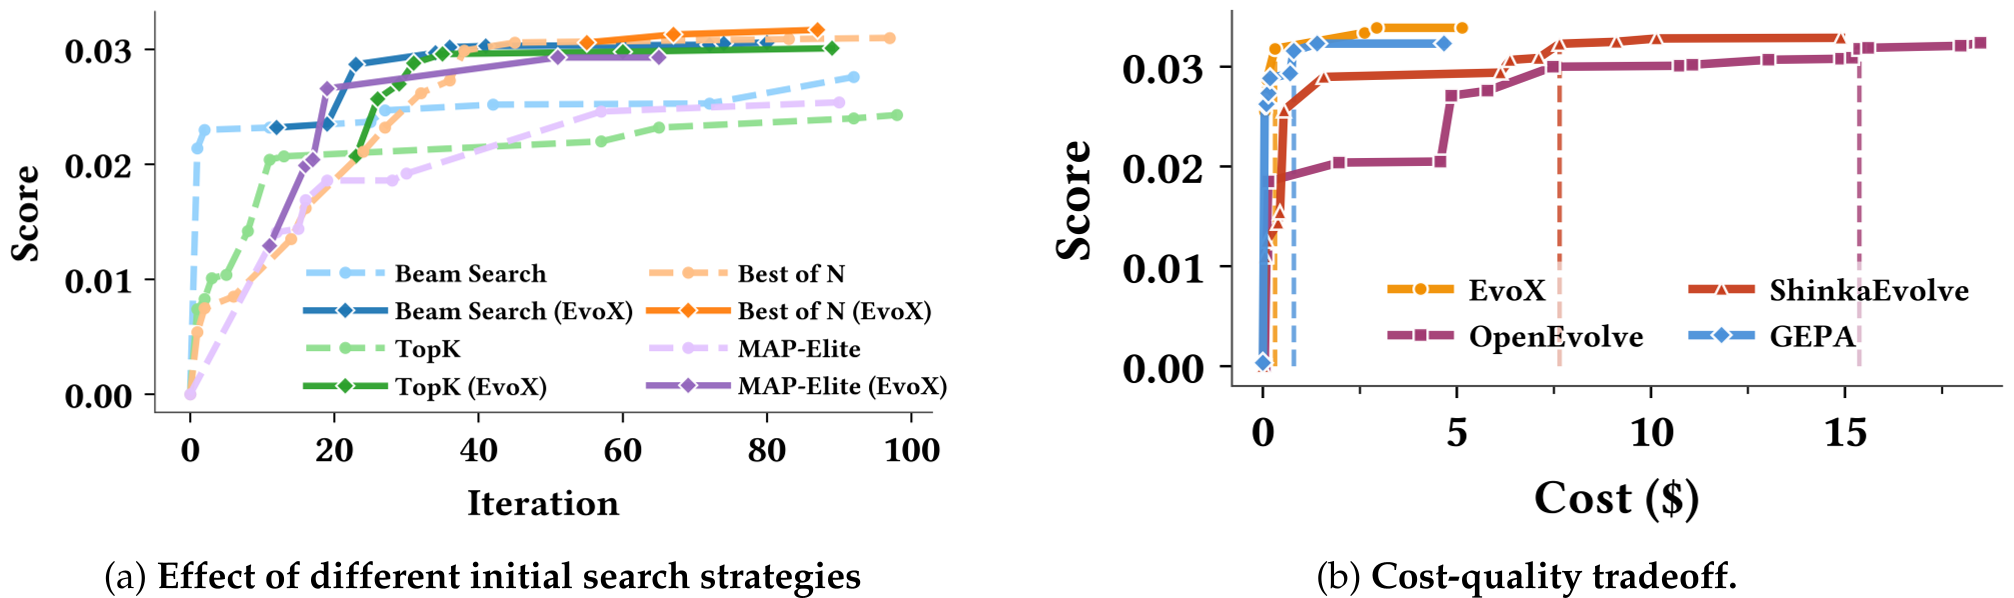 0.03
0.02
0.01
0.00
Score
0 20 40 60 80 100
Iteration
Beam Search
Beam Search (EvoX)
TopK
TopK (EvoX)
Best of N
Best of N (EvoX)
MAP-Elite
MAP-Elite (EvoX)
(a) Effect of different initial search strategies
0.03
0.02
0.01
0.00
Score
0 5 10 15
Cost ($)
EvoX
OpenEvolve
ShinkaEvolve
GEPA
(b) Cost-quality tradeoff.